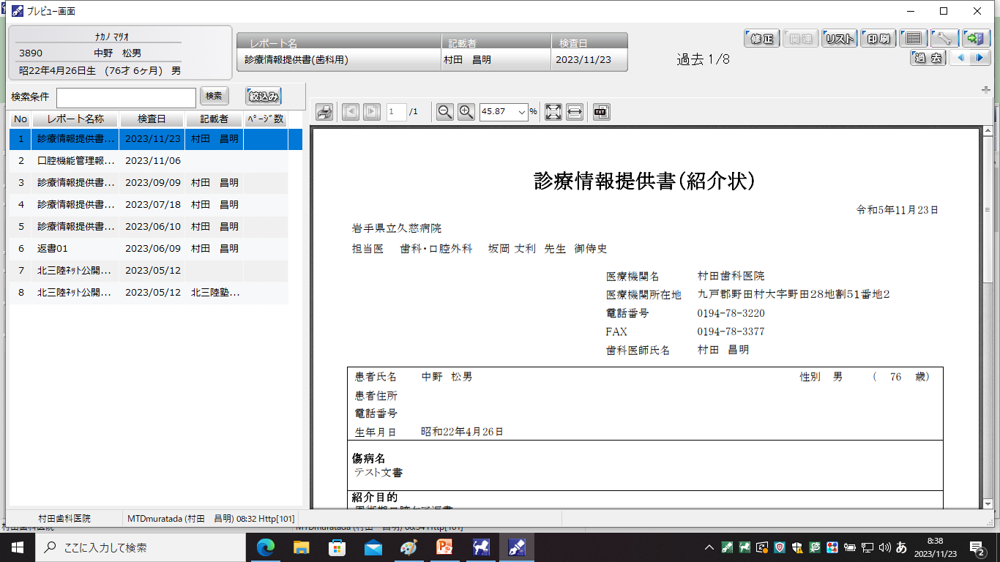 プレビュー画面
ﾅｶﾉ ﾏﾂｵ
3890 中野 松男
昭22年4月26日生 (76才 6ヶ月) 男
レポート名 記載者 検査日
診療情報提供書(歯科用) 村田 昌明 2023/11/23
過去 1/8
修正 関連 リスト 印刷
過 去
検索条件 検索 絞込み
No レポート名称 検査日 記載者 ﾍﾟｰｼﾞ数
1 診療情報提供書... 2023/11/23 村田 昌明
2 口腔機能管理報... 2023/11/06
3 診療情報提供書... 2023/09/09 村田 昌明
4 診療情報提供書... 2023/07/18 村田 昌明
5 診療情報提供書... 2023/06/10 村田 昌明
6 返書01 2023/06/09 村田 昌明
7 北三陸ﾈｯﾄ公開... 2023/05/12
8 北三陸ﾈｯﾄ公開... 2023/05/12 北三陸塾...
1 /1 45.87 % TXT
診療情報提供書(紹介状)
令和5年11月23日
岩手県立久慈病院
担当医 歯科・口腔外科 坂岡 丈利 先生 御侍史
医療機関名 村田歯科医院
医療機関所在地 九戸郡野田村大字野田28地割51番地2
電話番号 0194-78-3220
FAX 0194-78-3377
歯科医師氏名 村田 昌明
患者氏名 中野 松男 性別 男 ( 76 歳)
患者住所
電話番号
生年月日 昭和22年4月26日
傷病名
テスト文書
紹介目的
村田歯科医院 MTDmuratada (村田 昌明) 08:32 Http[101]
ここに入力して検索
あ
8:38
2023/11/23
2